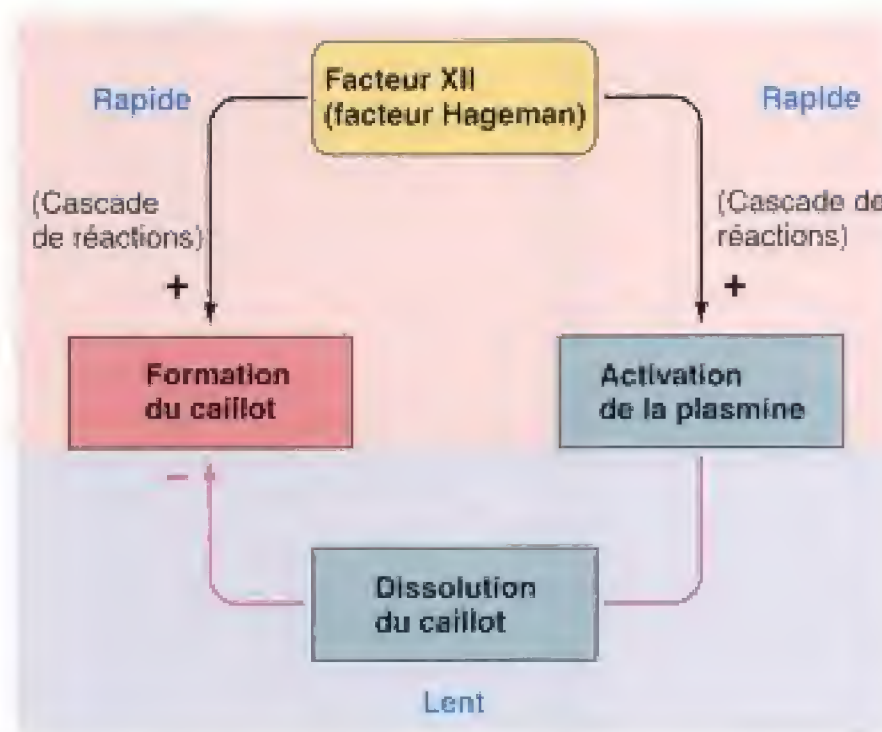 Facteur XII
(facteur Hageman)
Rapide
Rapide
(Cascade
de réactions)
(Cascade de
réactions)
+
+
Formation
du caillot
Activation
de la plasmine
–
Dissolution
du caillot
Lent